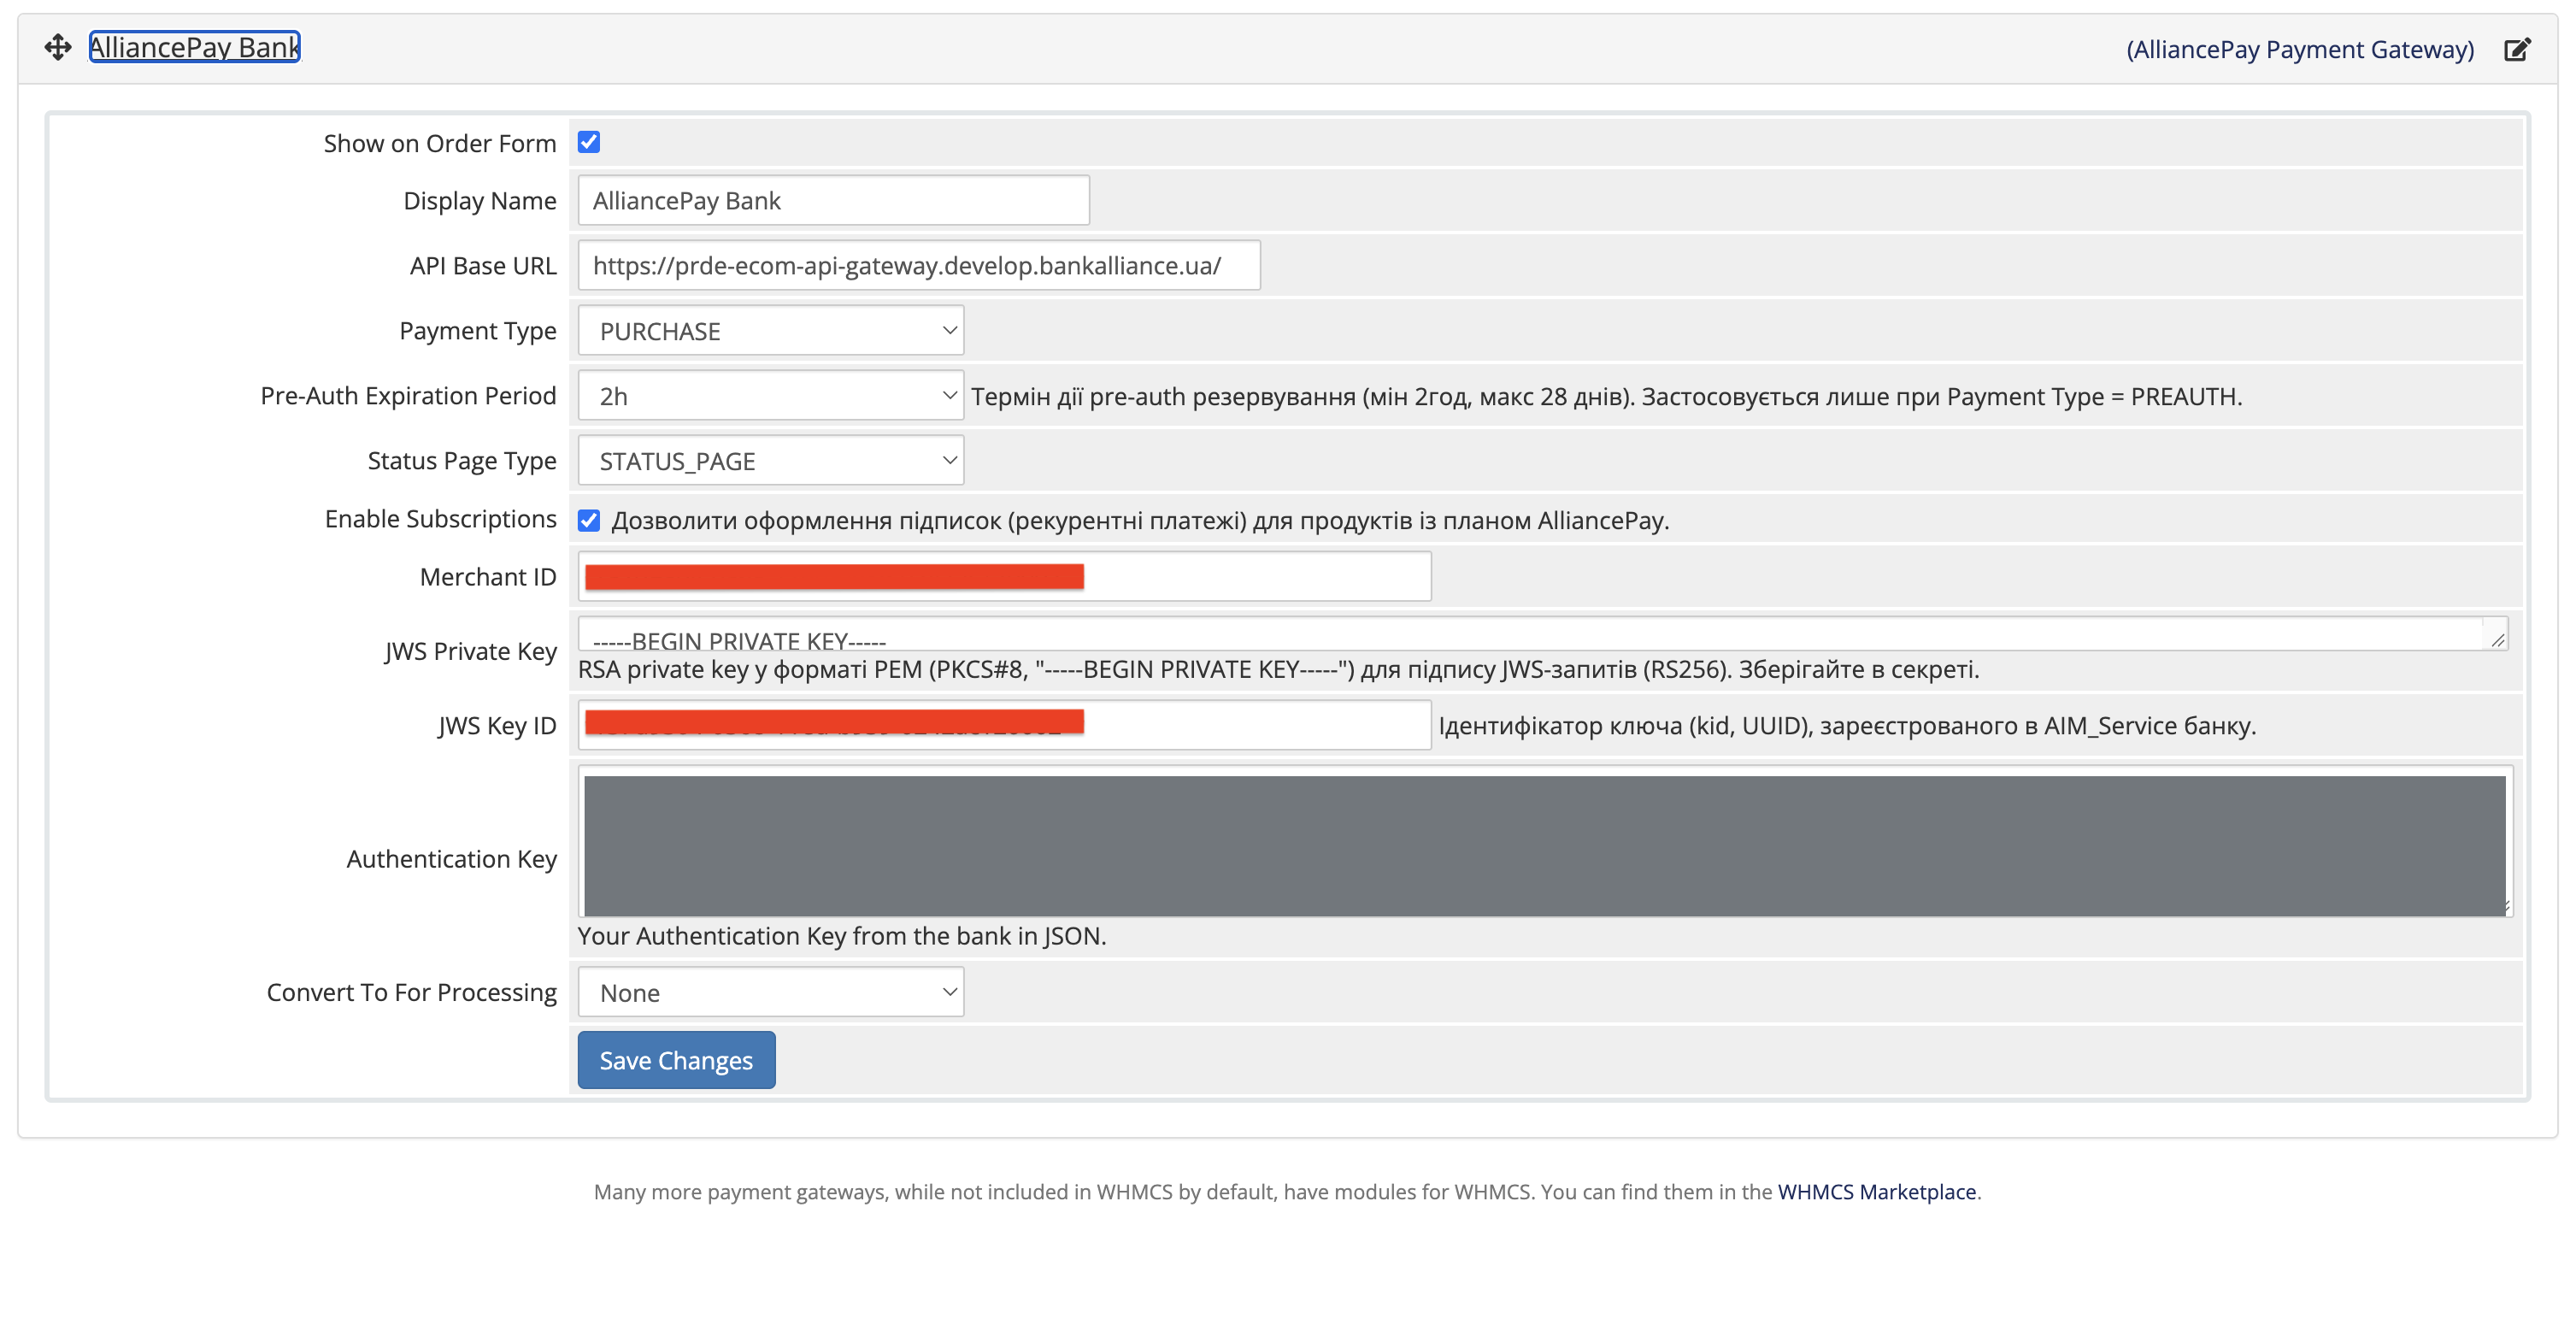 AlliancePay Bank
(AlliancePay Payment Gateway)
Show on Order Form
Display Name AlliancePay Bank
API Base URL https://prde-ecom-api-gateway.develop.bankalliance.ua/
Payment Type PURCHASE
Pre-Auth Expiration Period 2h Термін дії pre-auth резервування (мін 2год, макс 28 днів). Застосовується лише при Payment Type = PREAUTH.
Status Page Type STATUS_PAGE
Enable Subscriptions Дозволити оформлення підписок (рекурентні платежі) для продуктів із планом AlliancePay.
Merchant ID
JWS Private Key -----BEGIN PRIVATE KEY-----
RSA private key у форматі PEM (PKCS#8, "-----BEGIN PRIVATE KEY-----") для підпису JWS-запитів (RS256). Зберігайте в секреті.
JWS Key ID Ідентифікатор ключа (kid, UUID), зареєстрованого в AIM_Service банку.
Authentication Key
Your Authentication Key from the bank in JSON.
Convert To For Processing None
Save Changes
Many more payment gateways, while not included in WHMCS by default, have modules for WHMCS. You can find them in the WHMCS Marketplace.